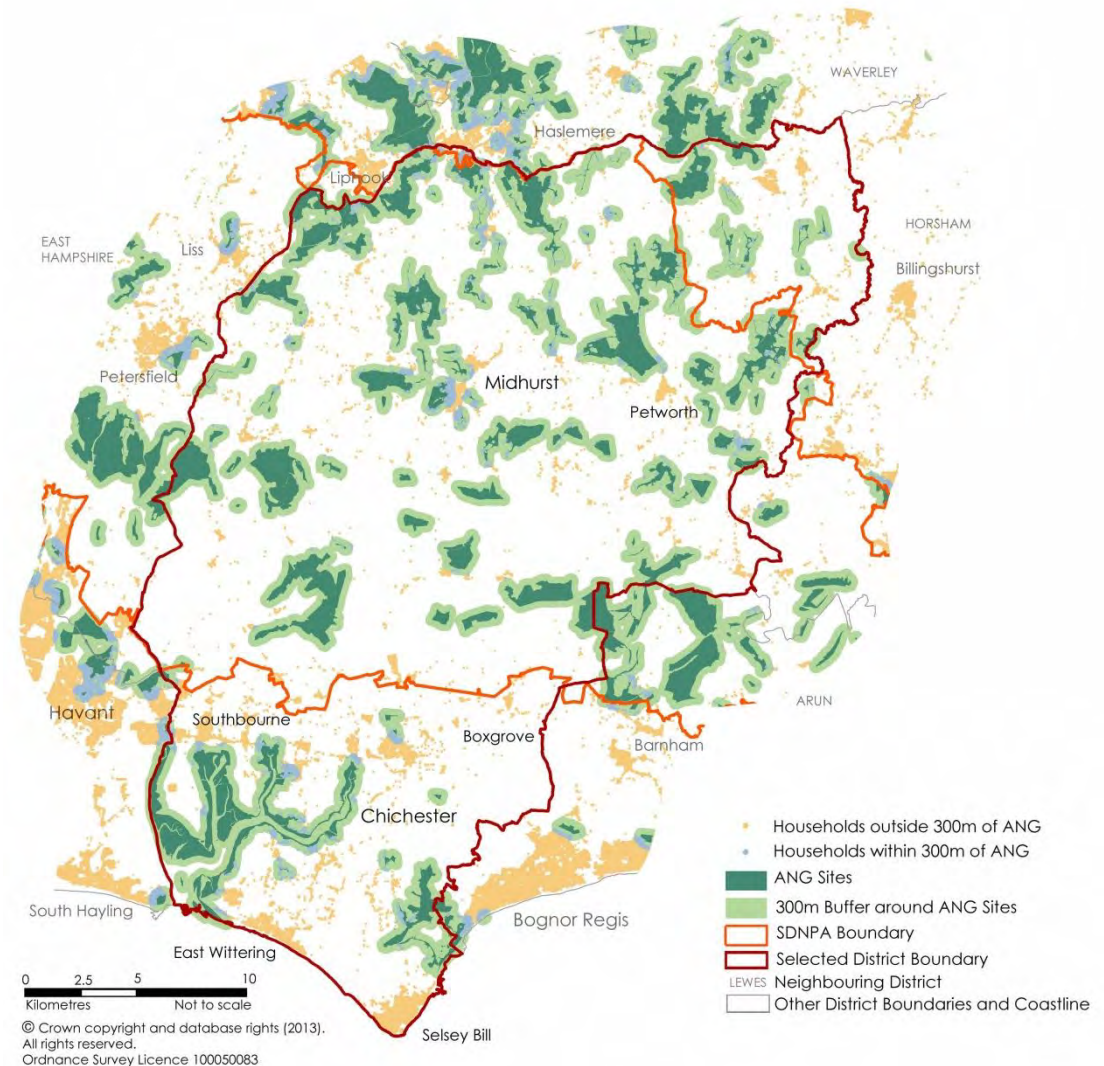 WAVERLEY
Haslemere
Liphook
HORSHAM
EAST
HAMPSHIRE
Liss
Billingshurst
Petersfield
Midhurst
Petworth
ARUN
Havant
Southbourne
Boxgrove
Barnham
Chichester
South Hayling
Bognor Regis
East Wittering
Selsey Bill
Households outside 300m of ANG
Households within 300m of ANG
ANG Sites
300m Buffer around ANG Sites
SDNPA Boundary
Selected District Boundary
LEWES Neighbouring District
Other District Boundaries and Coastline
0 2.5 5 10
Kilometres Not to scale
© Crown copyright and database rights (2013).
All rights reserved.
Ordnance Survey Licence 100050083